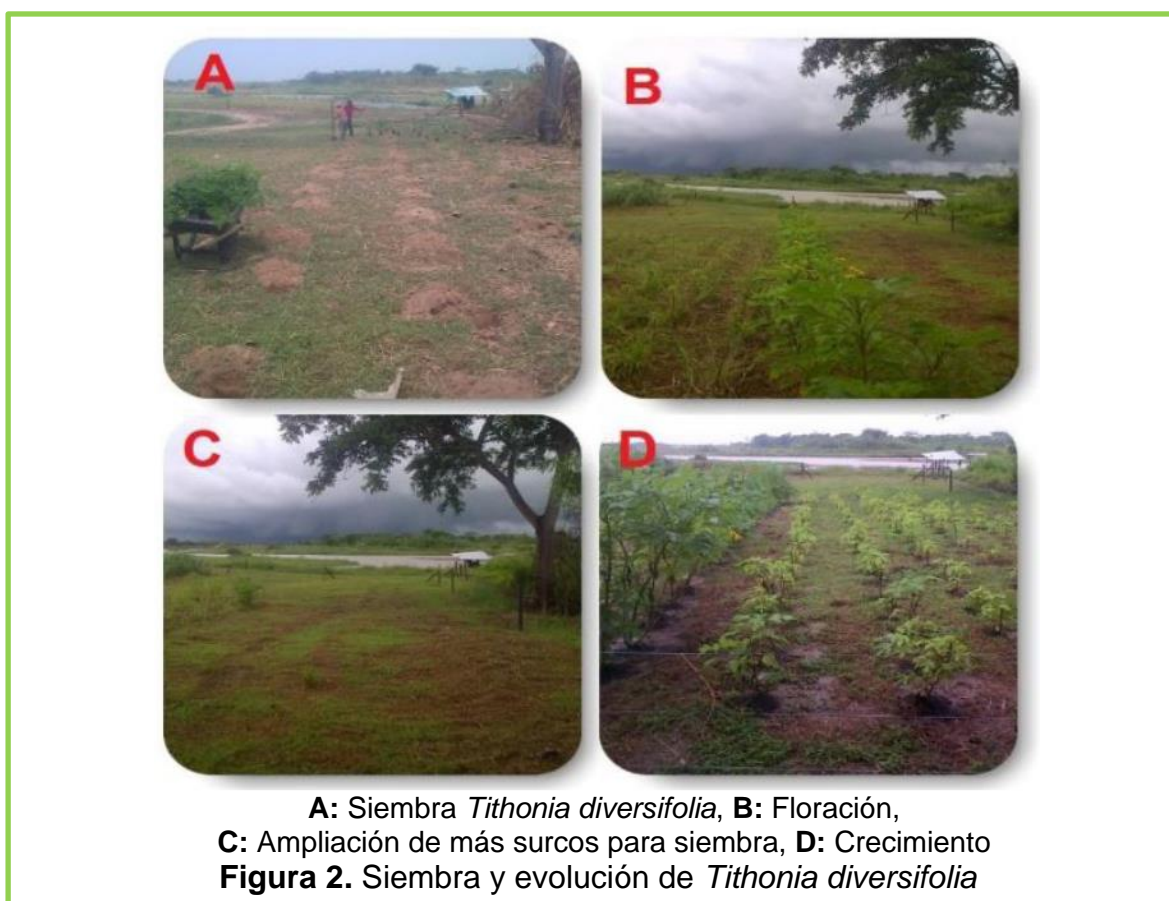 A
B
C
D
A: Siembra Tithonia diversifolia, B: Floración,
C: Ampliación de más surcos para siembra, D: Crecimiento
Figura 2. Siembra y evolución de Tithonia diversifolia